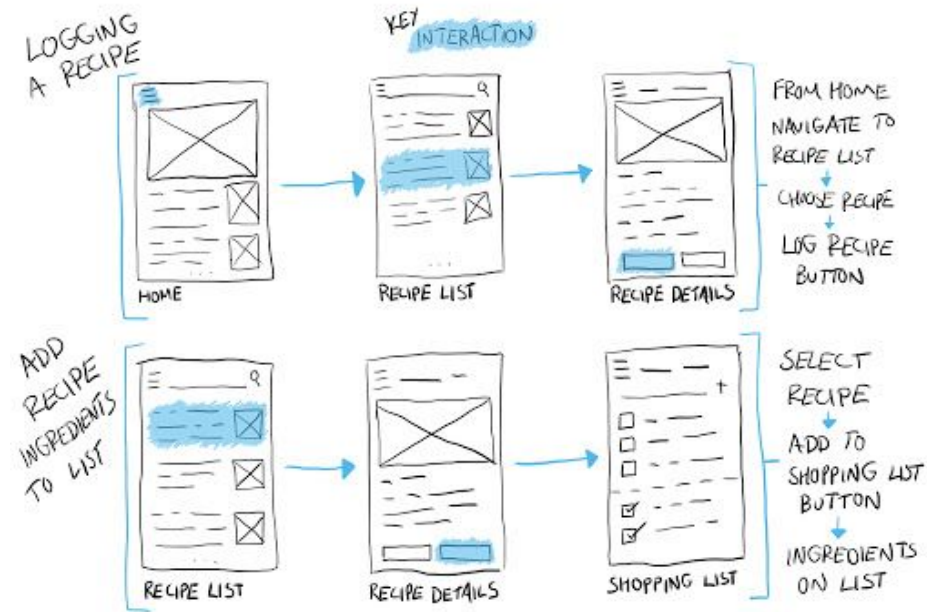 LOGGING
A RECIPE
KEY
INTERACTION
HOME
RECIPE LIST
RECIPE DETAILS
FROM HOME
NAVIGATE TO
RECIPE LIST
CHOOSE RECIPE
LOG RECIPE
BUTTON
ADD
RECIPE
INGREDIENTS
TO LIST
RECIPE LIST
RECIPE DETAILS
SHOPPING LIST
SELECT
RECIPE
ADD TO
SHOPPING LIST
BUTTON
INGREDIENTS
ON LIST